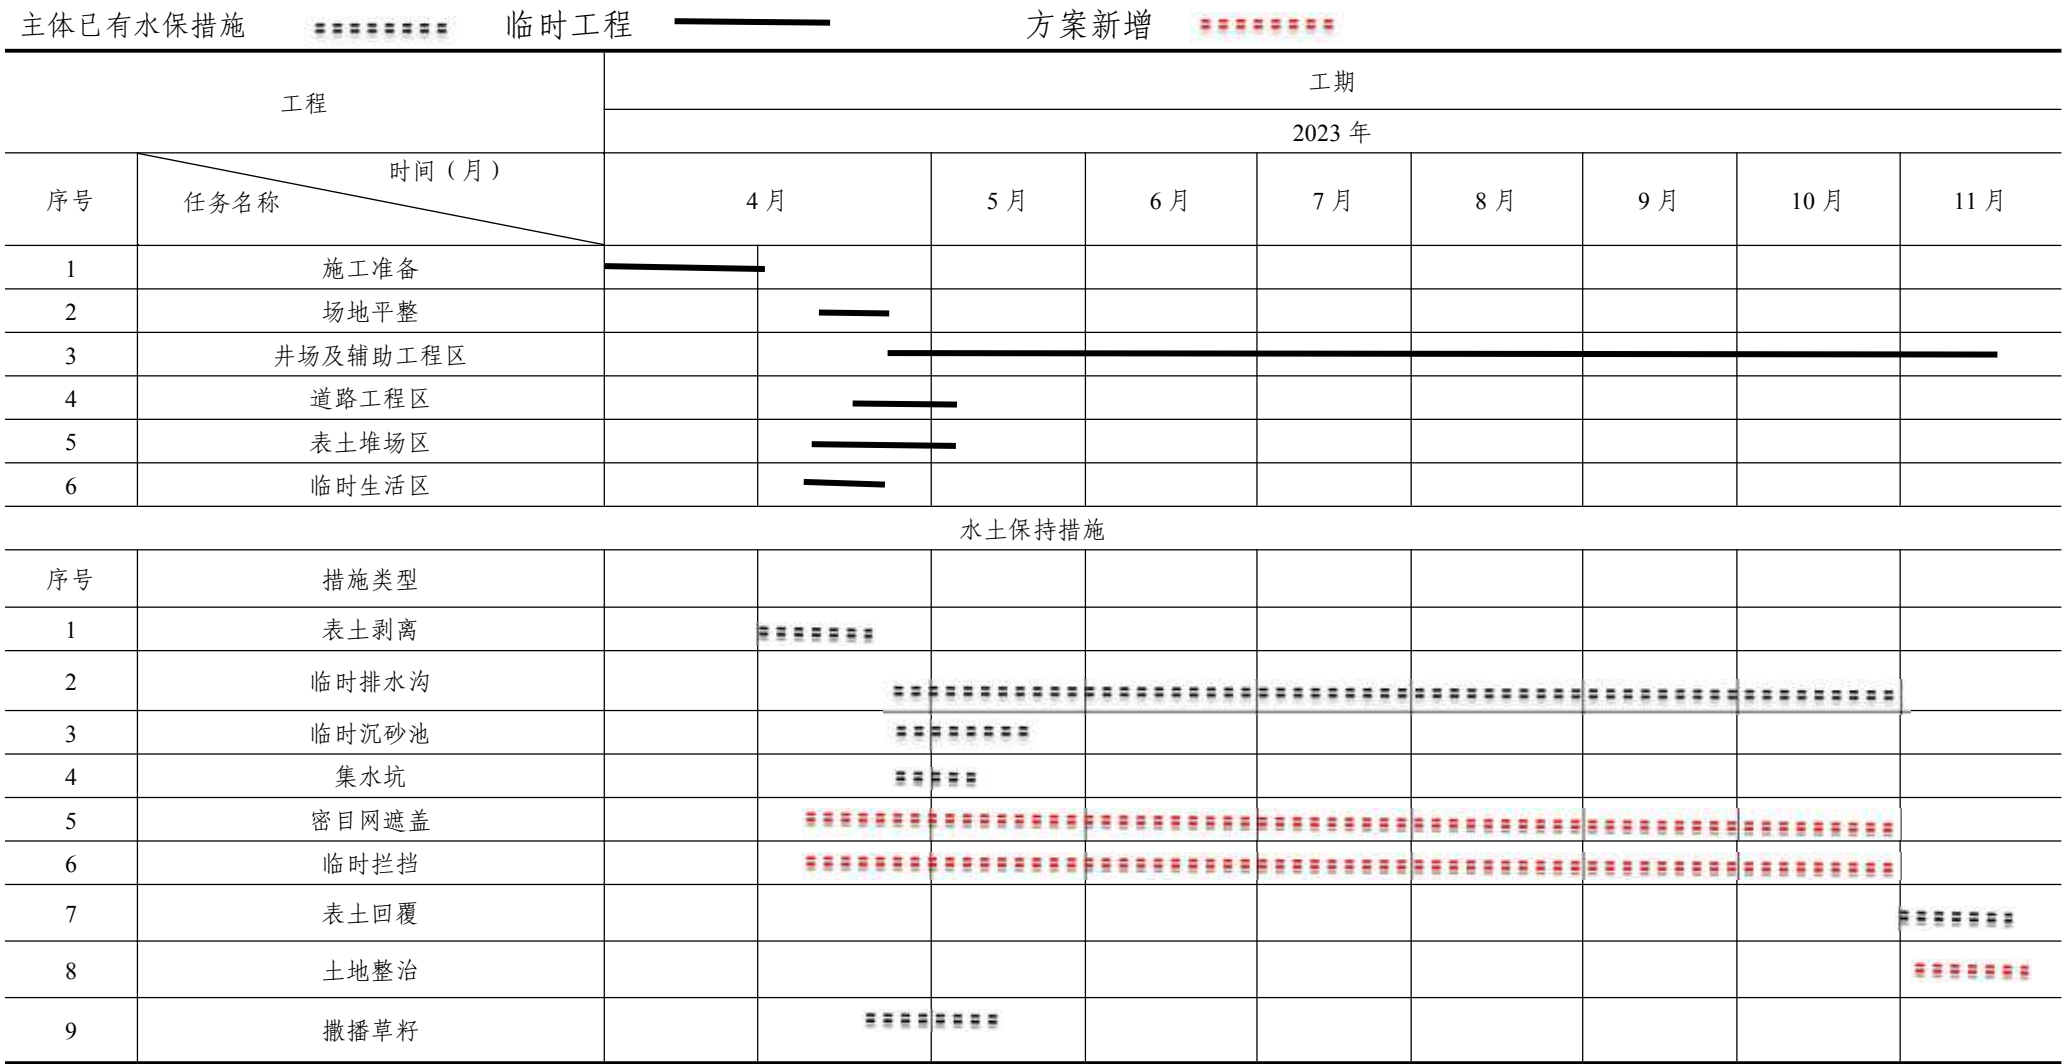 主体已有水保措施 临时工程 方案新增
工程 工期
2023 年
序号 时间（月） 任务名称 4 月 5 月 6 月 7 月 8 月 9 月 10 月 11 月
1 施工准备
2 场地平整
3 井场及辅助工程区
4 道路工程区
5 表土堆场区
6 临时生活区
水土保持措施
序号 措施类型
1 表土剥离
2 临时排水沟
3 临时沉砂池
4 集水坑
5 密目网遮盖
6 临时拦挡
7 表土回覆
8 土地整治
9 撒播草籽